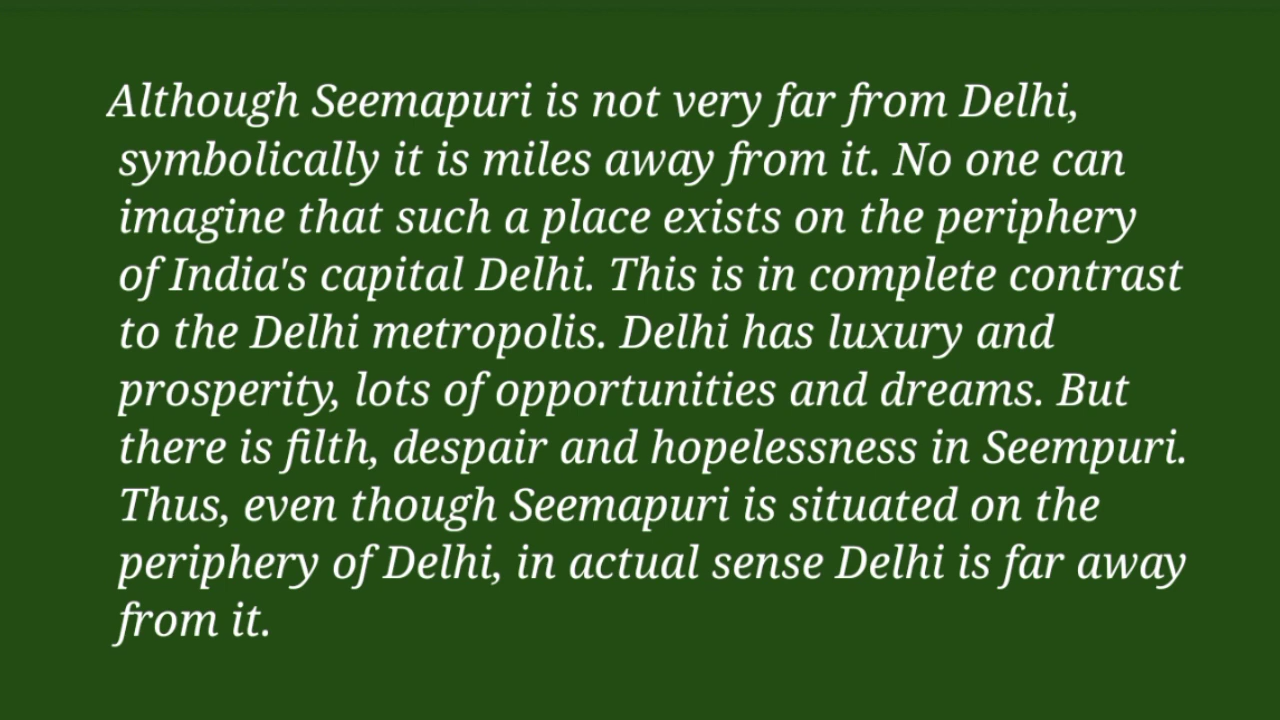 Although Seemapuri is not very far from Delhi,
symbolically it is miles away from it. No one can
imagine that such a place exists on the periphery
of India's capital Delhi. This is in complete contrast
to the Delhi metropolis. Delhi has luxury and
prosperity, lots of opportunities and dreams. But
there is filth, despair and hopelessness in Seempuri.
Thus, even though Seemapuri is situated on the
periphery of Delhi, in actual sense Delhi is far away
from it.